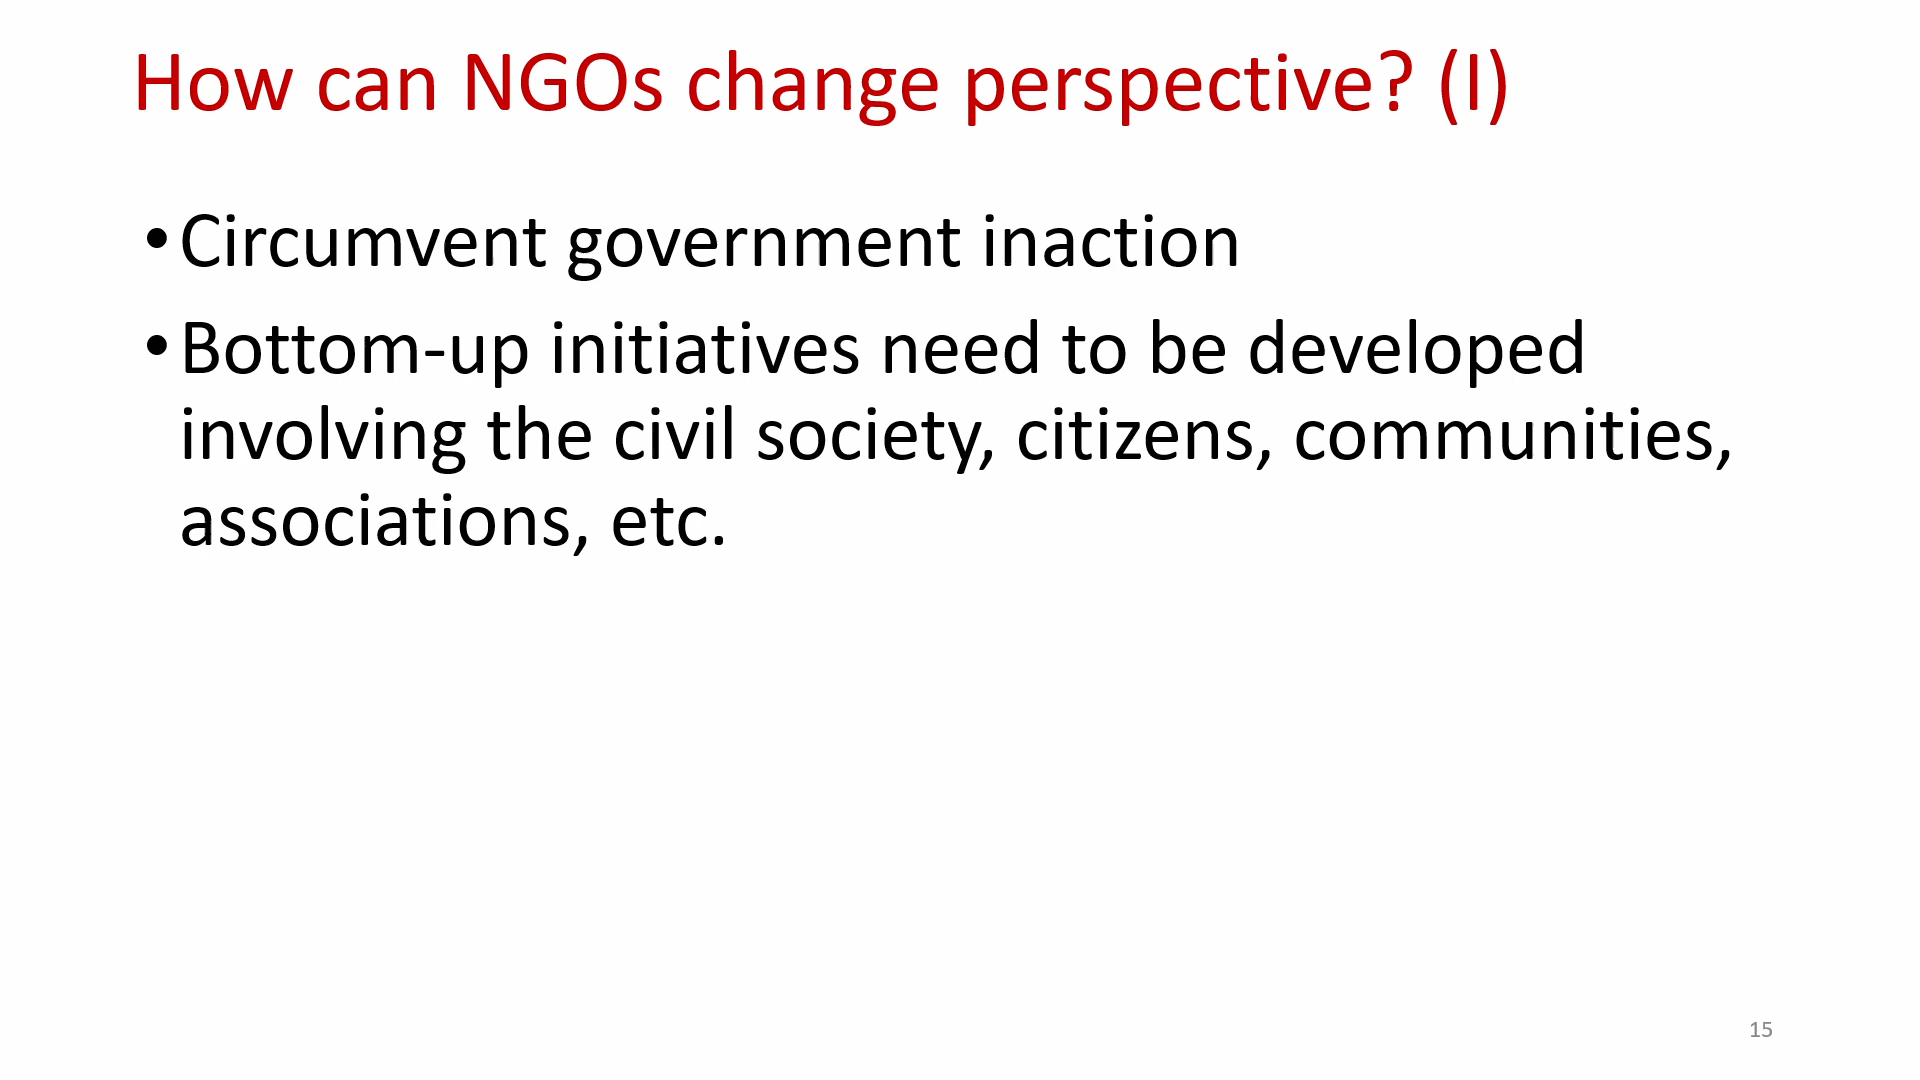 How can NGOs change perspective? (I)
•Circumvent government inaction
•Bottom-up initiatives need to be developed
involving the civil society, citizens, communities,
associations, etc.
15